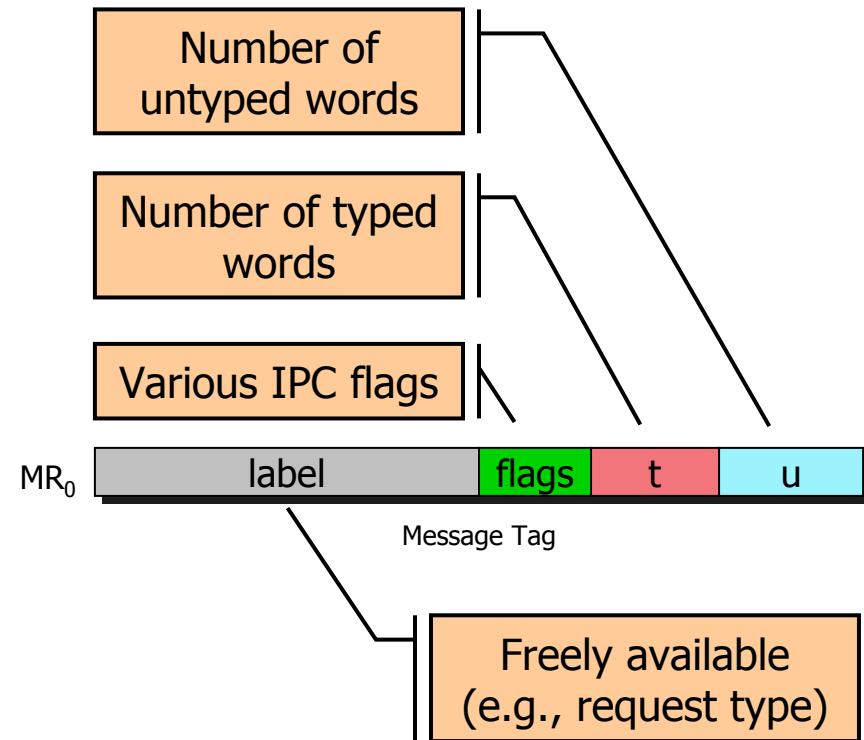 Number of
untyped words
Number of typed
words
Various IPC flags
MR₀ label flags t u
Message Tag
Freely available
(e.g., request type)